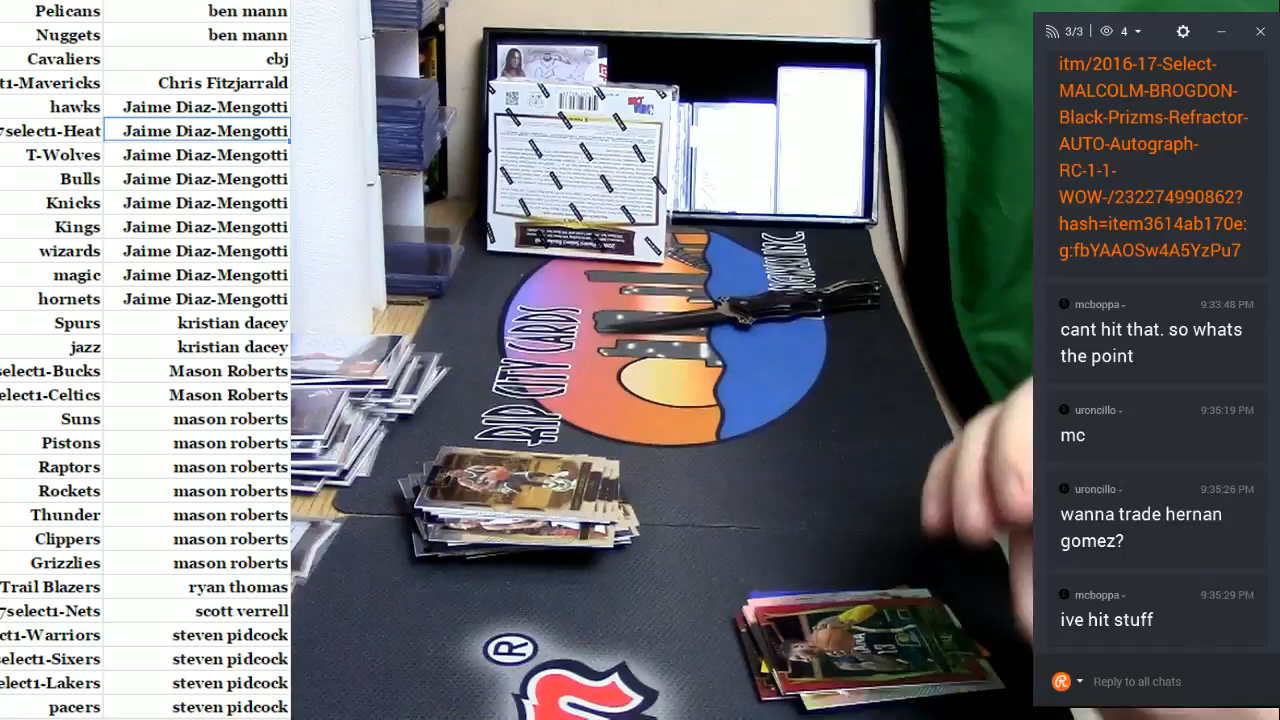 Pelicans ben mann
Nuggets ben mann
Cavaliers cbj
t1-Mavericks Chris Fitzjarrald
hawks Jaime Diaz-Mengotti
7select1-Heat Jaime Diaz-Mengotti
T-Wolves Jaime Diaz-Mengotti
Bulls Jaime Diaz-Mengotti
Knicks Jaime Diaz-Mengotti
Kings Jaime Diaz-Mengotti
wizards Jaime Diaz-Mengotti
magic Jaime Diaz-Mengotti
hornets Jaime Diaz-Mengotti
Spurs kristian dacey
jazz kristian dacey
select1-Bucks Mason Roberts
elect1-Celtics Mason Roberts
Suns mason roberts
Pistons mason roberts
Raptors mason roberts
Rockets mason roberts
Thunder mason roberts
Clippers mason roberts
Grizzlies mason roberts
Trail Blazers ryan thomas
7select1-Nets scott verrell
ct1-Warriors steven pidcock
select1-Sixers steven pidcock
elect1-Lakers steven pidcock
pacers steven pidcock
RIP CITY CARDS
®
3/3 4
itm/2016-17-Select-
MALCOLM-BROGDON-
Black-Prizms-Refractor-
AUTO-Autograph-
RC-1-1-
WOW-/232274990862?
hash=item3614ab170e:
g:fbYAAOSw4A5YzPu7
mcboppa 9:33:48 PM
cant hit that. so whats
the point
uroncillo 9:35:19 PM
mc
uroncillo 9:35:26 PM
wanna trade hernan
gomez?
mcboppa 9:35:29 PM
ive hit stuff
Reply to all chats